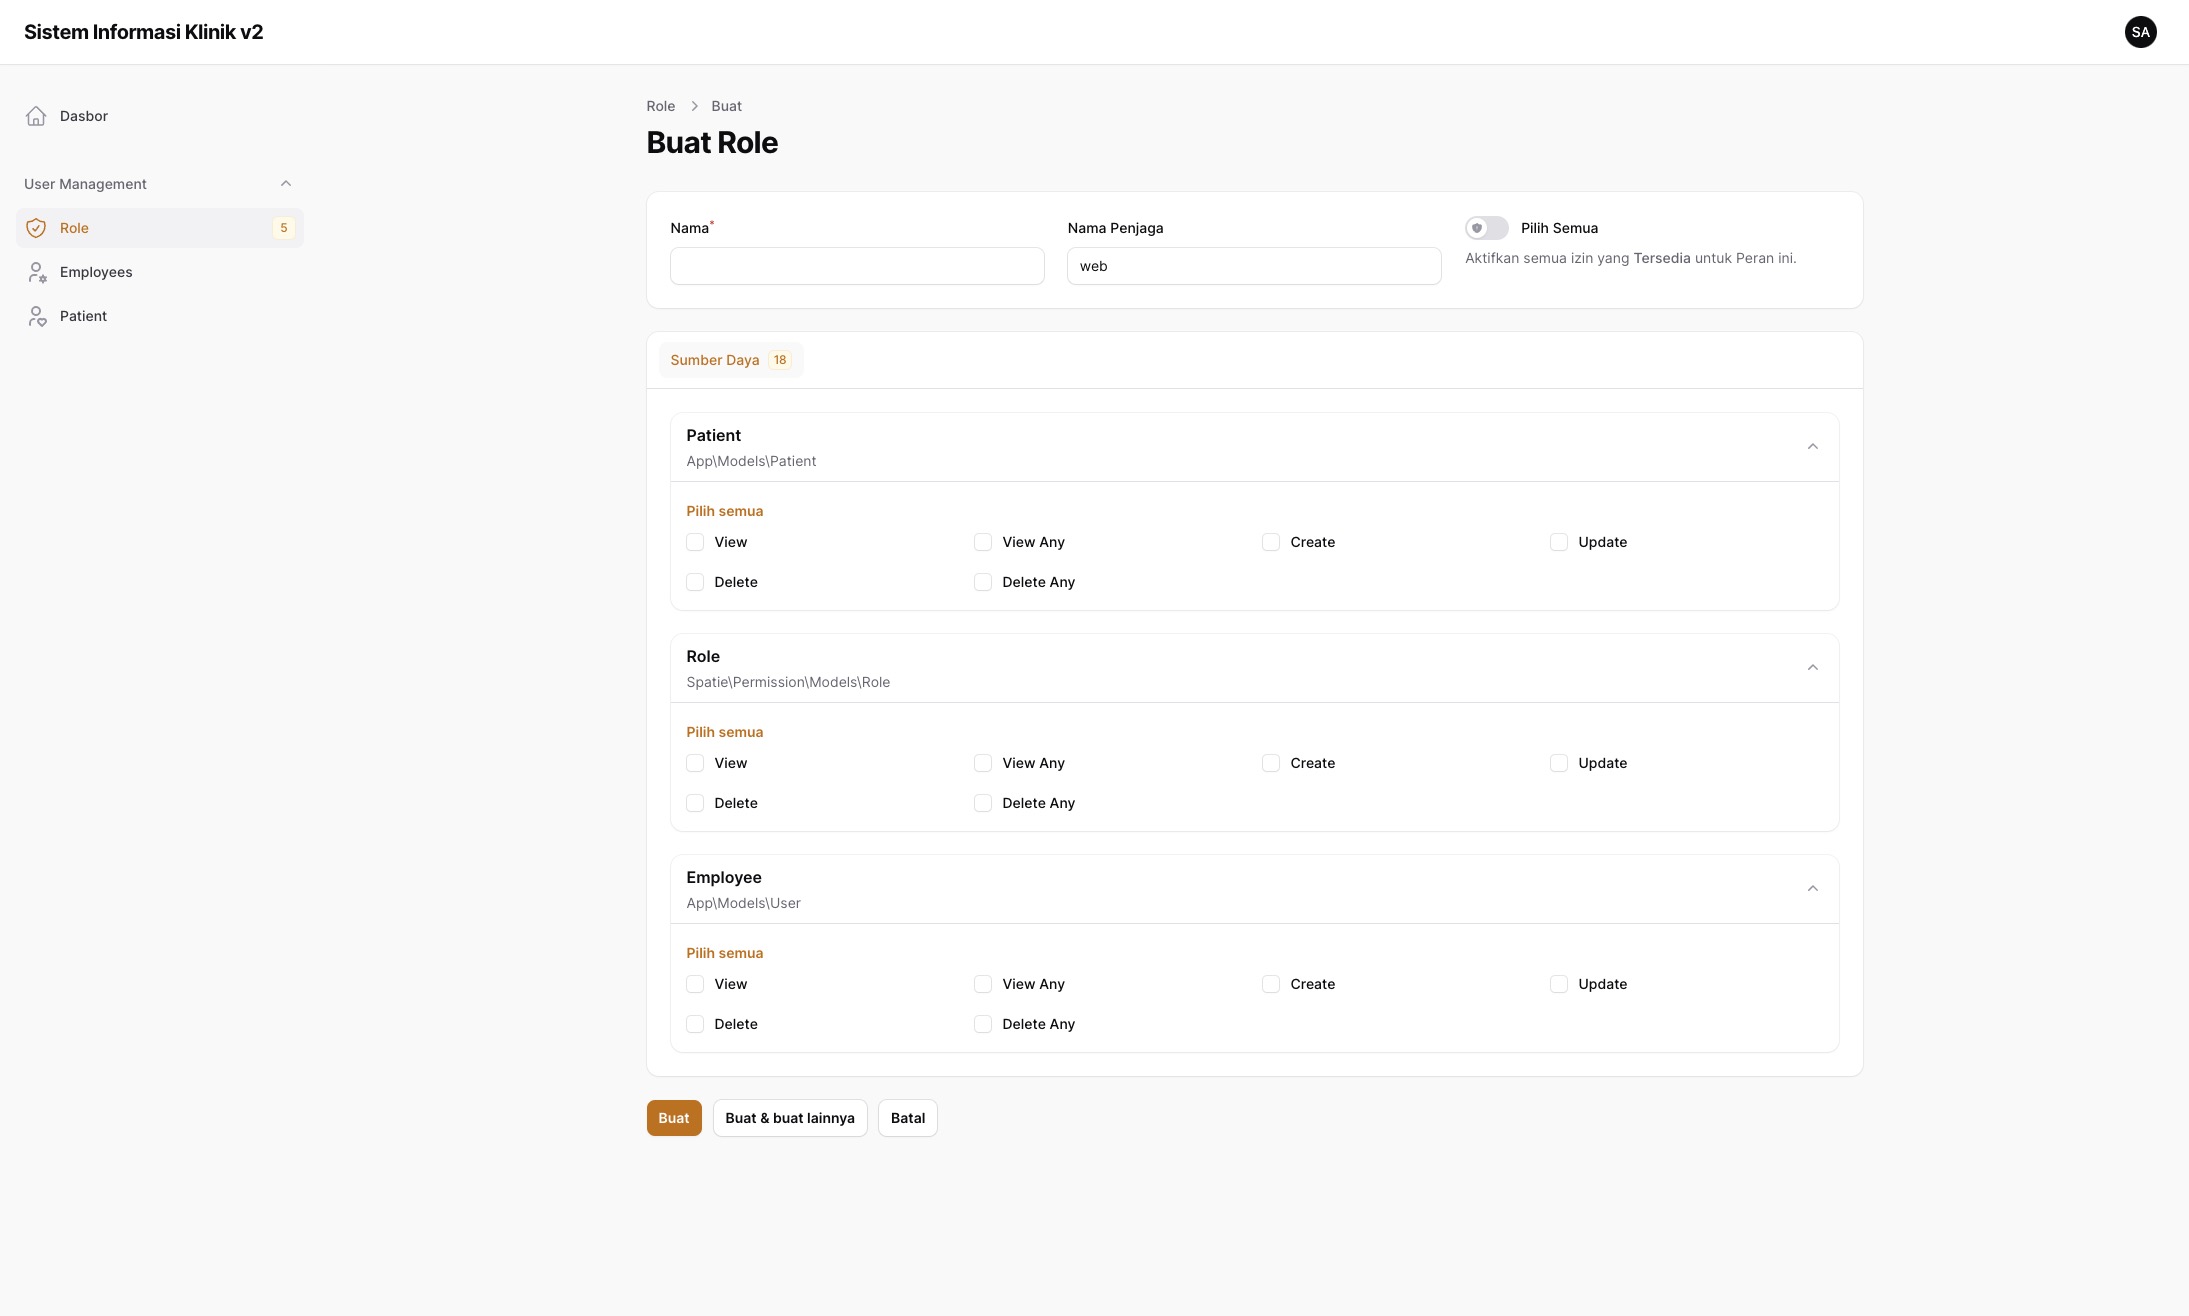 Sistem Informasi Klinik v2
SA
Dasbor
User Management
Role 5
Employees
Patient
Role > Buat
Buat Role
Nama*
Nama Penjaga
web
Pilih Semua
Aktifkan semua izin yang Tersedia untuk Peran ini.
Sumber Daya 18
Patient
App\Models\Patient
Pilih semua
View View Any Create Update
Delete Delete Any
Role
Spatie\Permission\Models\Role
Pilih semua
View View Any Create Update
Delete Delete Any
Employee
App\Models\User
Pilih semua
View View Any Create Update
Delete Delete Any
Buat Buat & buat lainnya Batal